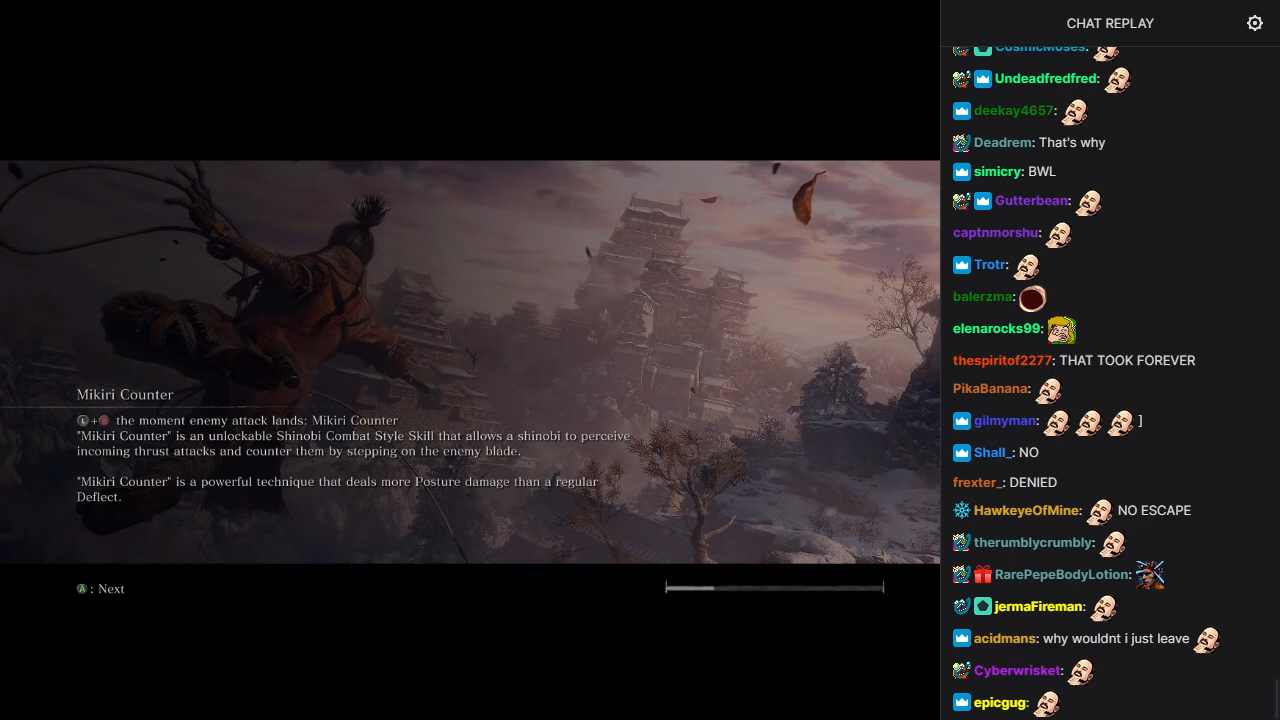 CHAT REPLAY
CosmicMoses:
Undeadfredfred:
deekay4657:
Deadrem: That's why
simicry: BWL
Gutterbean:
captnmorshu:
Trotr:
balerzma:
elenarocks99:
thespiritof2277: THAT TOOK FOREVER
PikaBanana:
gilmyman: ]
Shall_: NO
frexter_: DENIED
HawkeyeOfMine: NO ESCAPE
therumblycrumbly:
RarePepeBodyLotion:
jermaFireman:
acidmans: why wouldnt i just leave
Cyberwrisket:
epicgug:
Mikiri Counter
L+B the moment enemy attack lands: Mikiri Counter
"Mikiri Counter" is an unlockable Shinobi Combat Style Skill that allows a shinobi to perceive
incoming thrust attacks and counter them by stepping on the enemy blade.
"Mikiri Counter" is a powerful technique that deals more Posture damage than a regular
Deflect.
A: Next